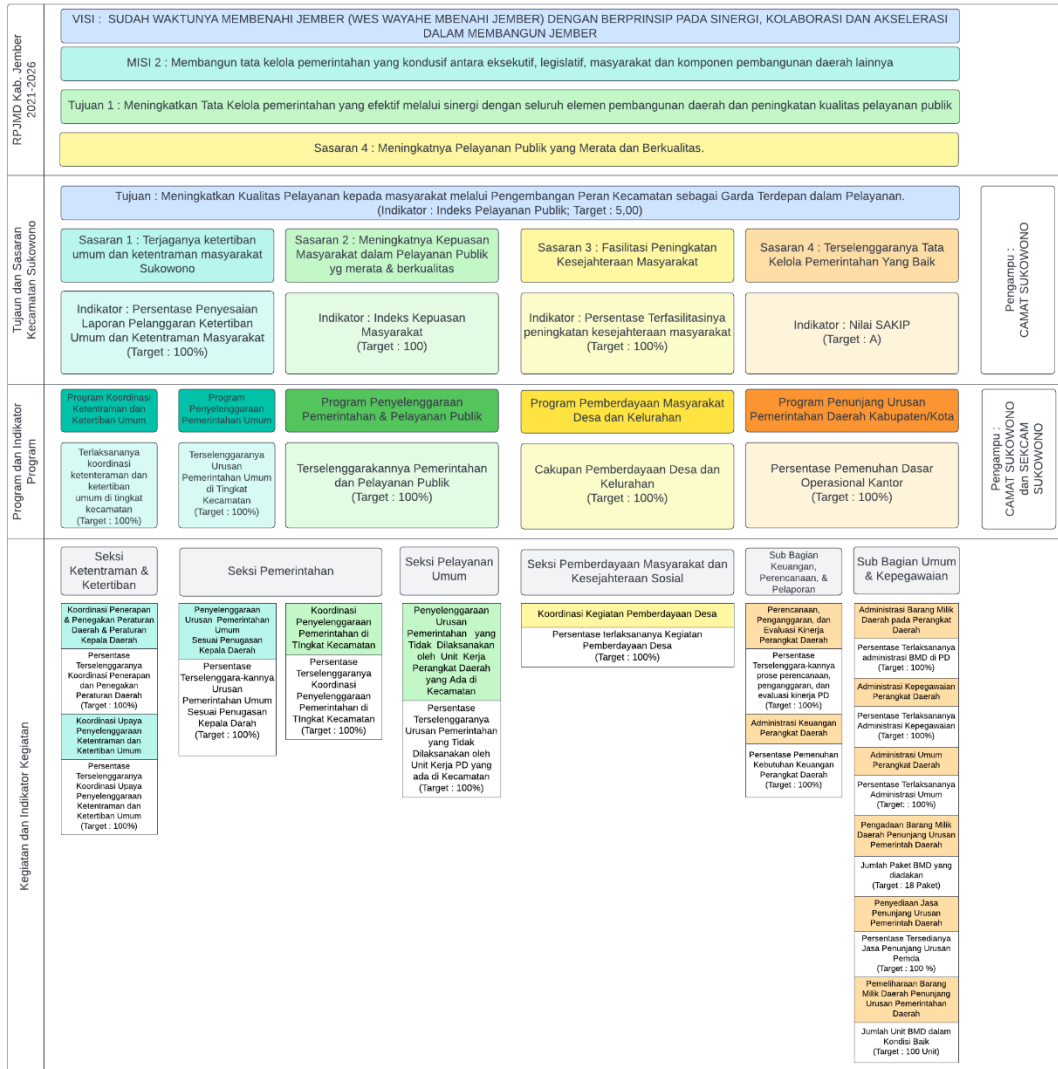 RPJMD Kab. Jember
2021-2026
VISI : SUDAH WAKTUNYA MEMBENAHI JEMBER (WES WAYAHE MBENAHI JEMBER) DENGAN BERPRINSIP PADA SINERGI, KOLABORASI DAN AKSELERASI
DALAM MEMBANGUN JEMBER
MISI 2 : Membangun tata kelola pemerintahan yang kondusif antara eksekutif, legislatif, masyarakat dan komponen pembangunan daerah lainnya
Tujuan 1 : Meningkatkan Tata Kelola pemerintahan yang efektif melalui sinergi dengan seluruh elemen pembangunan daerah dan peningkatan kualitas pelayanan publik
Sasaran 4 : Meningkatnya Pelayanan Publik yang Merata dan Berkualitas.
Tujaun dan Sasaran
Kecamatan Sukowono
Tujuan : Meningkatkan Kualitas Pelayanan kepada masyarakat melalui Pengembangan Peran Kecamatan sebagai Garda Terdepan dalam Pelayanan.
(Indikator : Indeks Pelayanan Publik; Target : 5,00)
Sasaran 1 : Terjaganya ketertiban
umum dan ketentraman masyarakat
Sukowono
Sasaran 2 : Meningkatnya Kepuasan
Masyarakat dalam Pelayanan Publik
yg merata & berkualitas
Sasaran 3 : Fasilitasi Peningkatan
Kesejahteraan Masyarakat
Sasaran 4 : Terselenggaranya Tata
Kelola Pemerintahan Yang Baik
Indikator : Persentase Penyesaian
Laporan Pelanggaran Ketertiban
Umum dan Ketentraman Masyarakat
(Target : 100%)
Indikator : Indeks Kepuasan
Masyarakat
(Target : 100)
Indikator : Persentase Terfasilitasinya
peningkatan kesejahteraan masyarakat
(Target : 100%)
Indikator : Nilai SAKIP
(Target : A)
Pengampu :
CAMAT SUKOWONO
Program dan Indikator
Program
Program Koordinasi
Ketentraman dan
Ketertiban Umum
Program
Penyelenggaraan
Pemerintahan Umum
Program Penyelenggaraan
Pemerintahan & Pelayanan Publik
Program Pemberdayaan Masyarakat
Desa dan Kelurahan
Program Penunjang Urusan
Pemerintahan Daerah Kabupaten/Kota
Terlaksananya
koordinasi
ketenteraman dan
ketertiban
umum di tingkat
kecamatan
(Target : 100%)
Terselenggaranya
Urusan
Pemerintahan Umum
di Tingkat
Kecamatan
(Target : 100%)
Terselenggarakannya Pemerintahan
dan Pelayanan Publik
(Target : 100%)
Cakupan Pemberdayaan Desa dan
Kelurahan
(Target : 100%)
Persentase Pemenuhan Dasar
Operasional Kantor
(Target : 100%)
Pengampu :
CAMAT SUKOWONO
dan SEKCAM
SUKOWONO
Kegiatan dan Indikator Kegiatan
Seksi
Ketentraman &
Ketertiban
Seksi Pemerintahan
Seksi Pelayanan
Umum
Seksi Pemberdayaan Masyarakat dan
Kesejahteraan Sosial
Sub Bagian
Keuangan,
Perencanaan, &
Pelaporan
Sub Bagian Umum
& Kepegawaian
Koordinasi Penerapan
& Penegakan Peraturan
Daerah & Peraturan
Kepala Daerah
Persentase
Terselenggaranya
Koordinasi Penerapan
dan Penegakan
Peraturan Daerah
(Target : 100%)
Koordinasi Upaya
Penyelenggaraan
Ketentraman dan
Ketertiban Umum
Persentase
Terselenggaranya
Koordinasi Upaya
Penyelenggaraan
Ketentraman dan
Ketertiban Umum
(Target : 100%)
Penyelenggaraan
Urusan Pemerintahan
Umum
Sesuai Penugasan
Kepala Daerah
Persentase
Terselenggara-kannya
Urusan
Pemerintahan Umum
Sesuai Penugasan
Kepala Darah
(Target : 100%)
Koordinasi
Penyelenggaraan
Pemerintahan di
TIngkat Kecamatan
Persentase
Terselenggaranya
Koordinasi
Penyelenggaraan
Pemerintahan di
TIngkat Kecamatan
(Target : 100%)
Penyelenggaraan
Urusan
Pemerintahan yang
Tidak Dilaksanakan
oleh Unit Kerja
Perangkat Daerah
yang Ada di
Kecamatan
Persentase
Terselenggaranya
Urusan Pemerintahan
yang Tidak
Dilaksanakan oleh
Unit Kerja PD yang
ada di Kecamatan
(Target : 100%)
Koordinasi Kegiatan Pemberdayaan Desa
Persentase terlaksananya Kegiatan
Pemberdayaan Desa
(Target : 100%)
Perencanaan,
Penganggaran, dan
Evaluasi Kinerja
Perangkat Daerah
Persentase
Terselenggara-kannya
prose perencanaan,
penganggaran, dan
evaluasi kinerja PD
(Target : 100%)
Administrasi Keuangan
Perangkat Daerah
Persentase Pemenuhan
Kebutuhan Keuangan
Perangkat Daerah
(Target : 100%)
Administrasi Barang Milik
Daerah pada Perangkat
Daerah
Persentase Terlaksananya
administrasi BMD di PD
(Target : 100%)
Administrasi Kepegawaian
Perangkat Daerah
Persentase Terlaksananya
Administrasi Kepegawaian
(Target : 100%)
Administrasi Umum
Perangkat Daerah
Persentase Terlaksananya
Administrasi Umum
(Target: : 100%)
Pengadaan Barang Milik
Daerah Penunjang Urusan
Pemerintah Daerah
Jumlah Paket BMD yang
diadakan
(Target : 18 Paket)
Penyediaan Jasa
Penunjang Urusan
Pemerintah Daerah
Persentase Tersedianya
Jasa Penunjang Urusan
Pemda
(Target : 100 %)
Pemeliharaan Barang
Milik Daerah Penunjang
Urusan Pemerintahan
Daerah
Jumlah Unit BMD dalam
Kondisi Baik
(Target : 100 Unit)